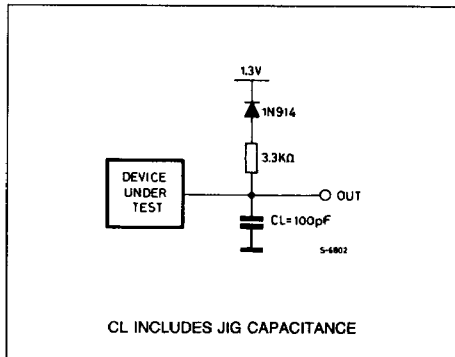 1.3V
1N914
3.3KΩ
DEVICE
UNDER
TEST
OUT
CL=100pF
S-6802
CL INCLUDES JIG CAPACITANCE